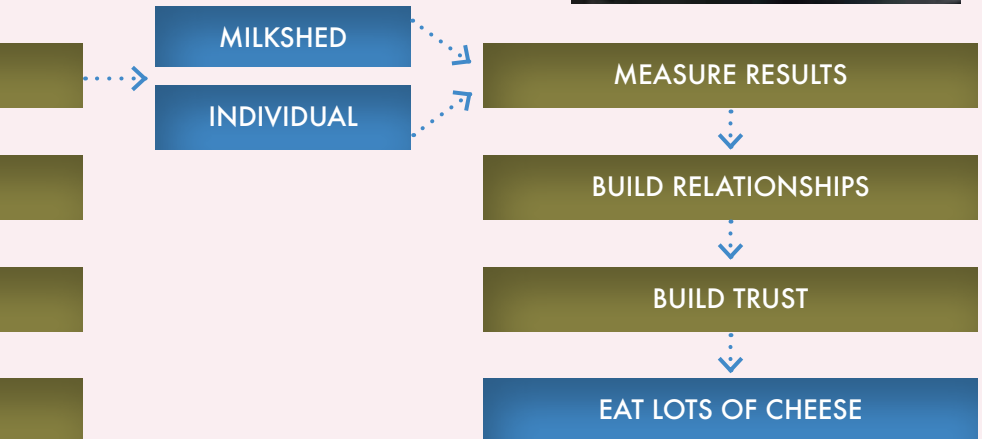 MILKSHED
INDIVIDUAL
MEASURE RESULTS
BUILD RELATIONSHIPS
BUILD TRUST
EAT LOTS OF CHEESE